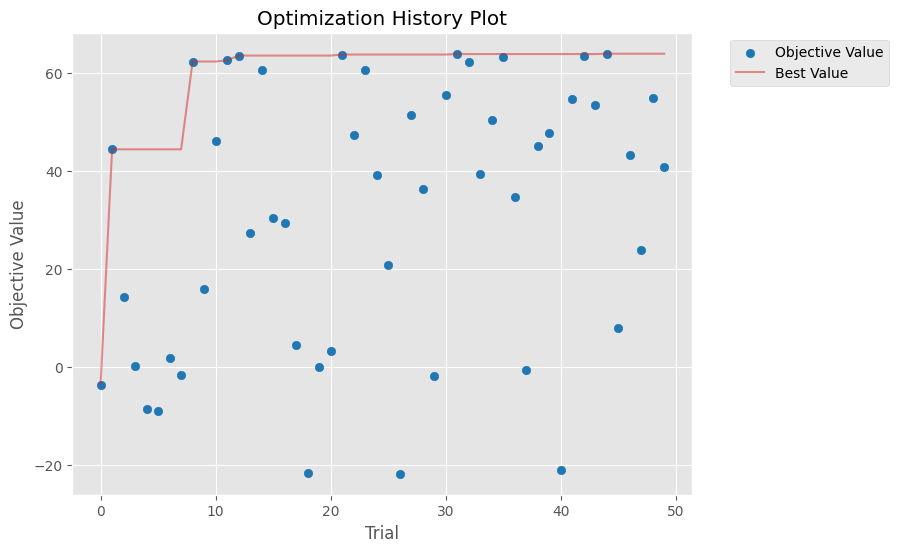 Optimization History Plot
Objective Value
Best Value
Objective Value
60
40
20
0
−20
0 10 20 30 40 50
Trial